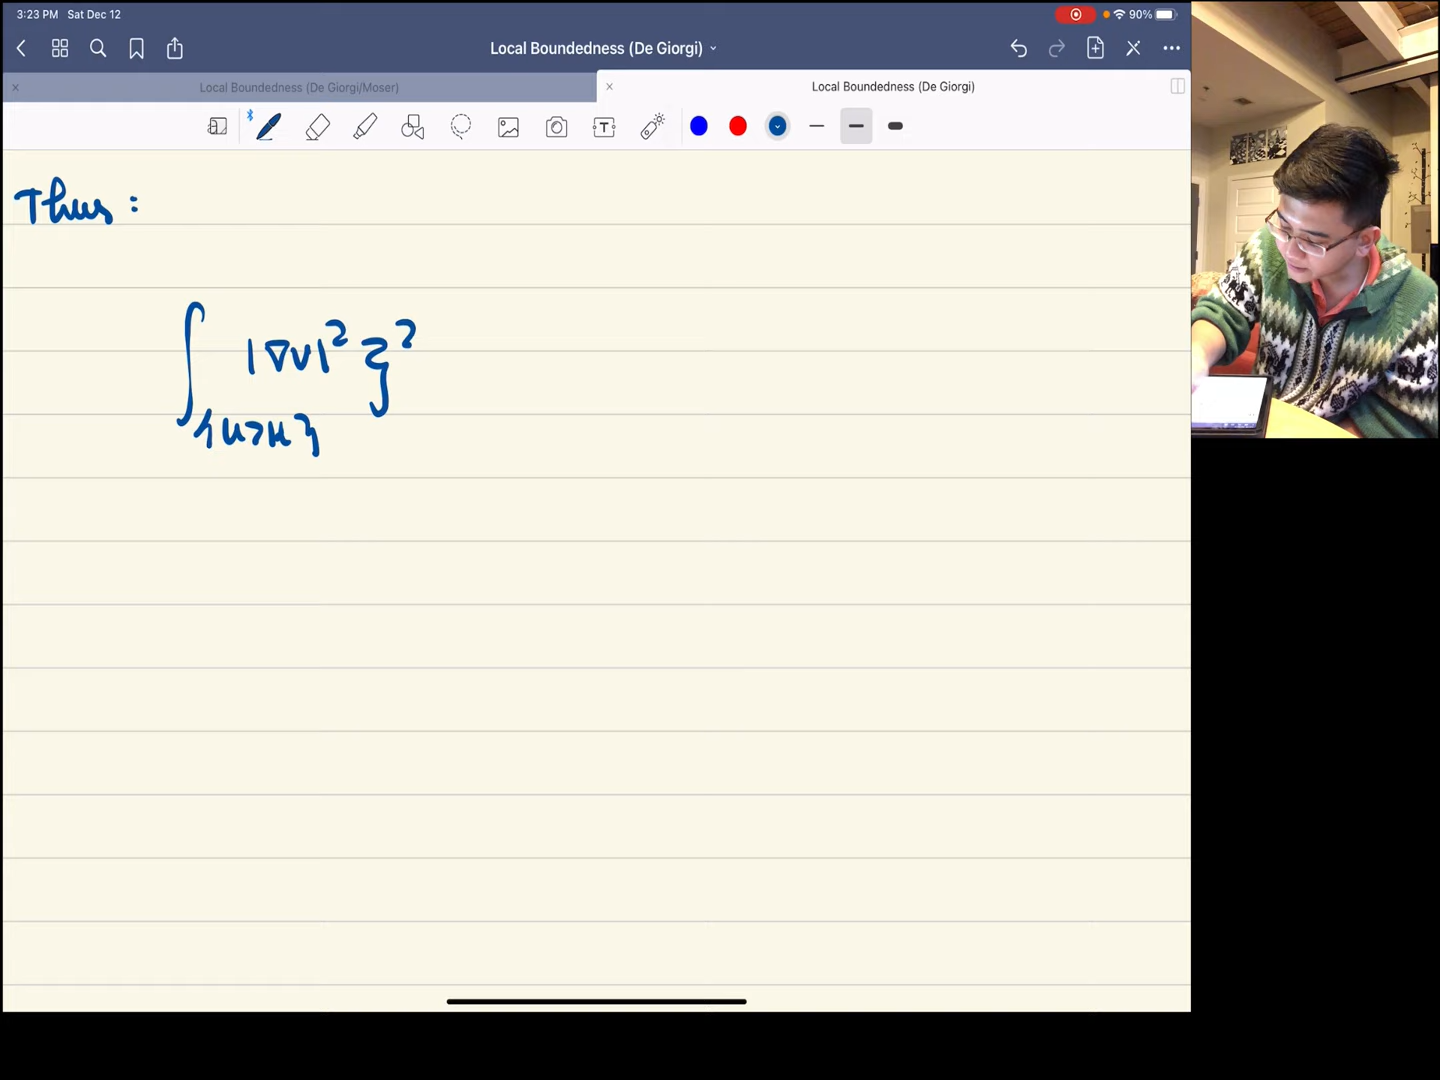 3:23 PM Sat Dec 12
90%
Local Boundedness (De Giorgi)
Local Boundedness (De Giorgi/Moser)
Local Boundedness (De Giorgi)
Thus :
∫_{u>k} |∇v|² ξ²